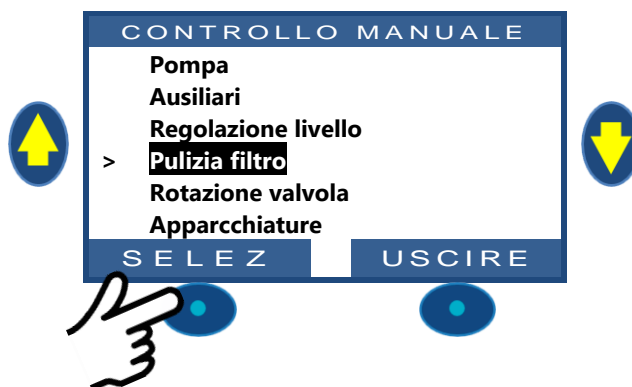 CONTROLLO MANUALE
Pompa
Ausiliari
Regolazione livello
> Pulizia filtro
Rotazione valvola
Apparcchiature
SELEZ USCIRE